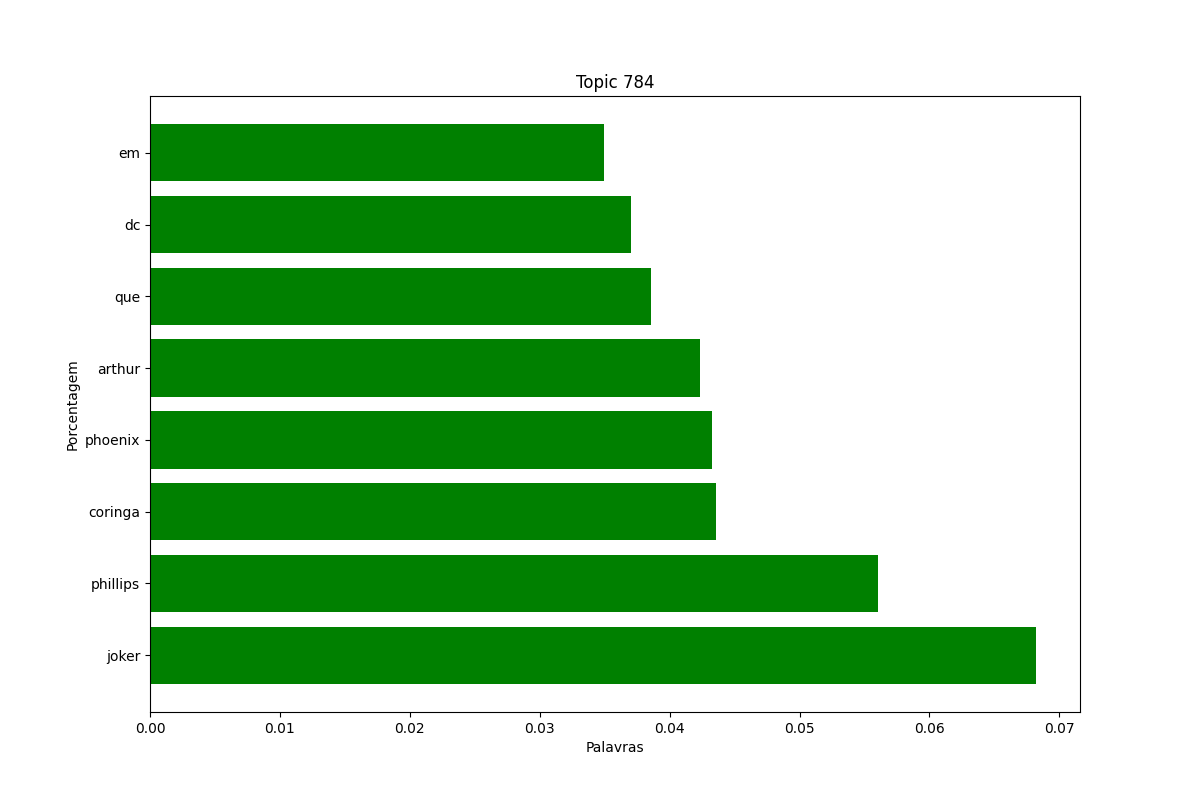 Topic 784
em
dc
que
arthur
phoenix
coringa
phillips
joker
Porcentagem
0.00 0.01 0.02 0.03 0.04 0.05 0.06 0.07
Palavras